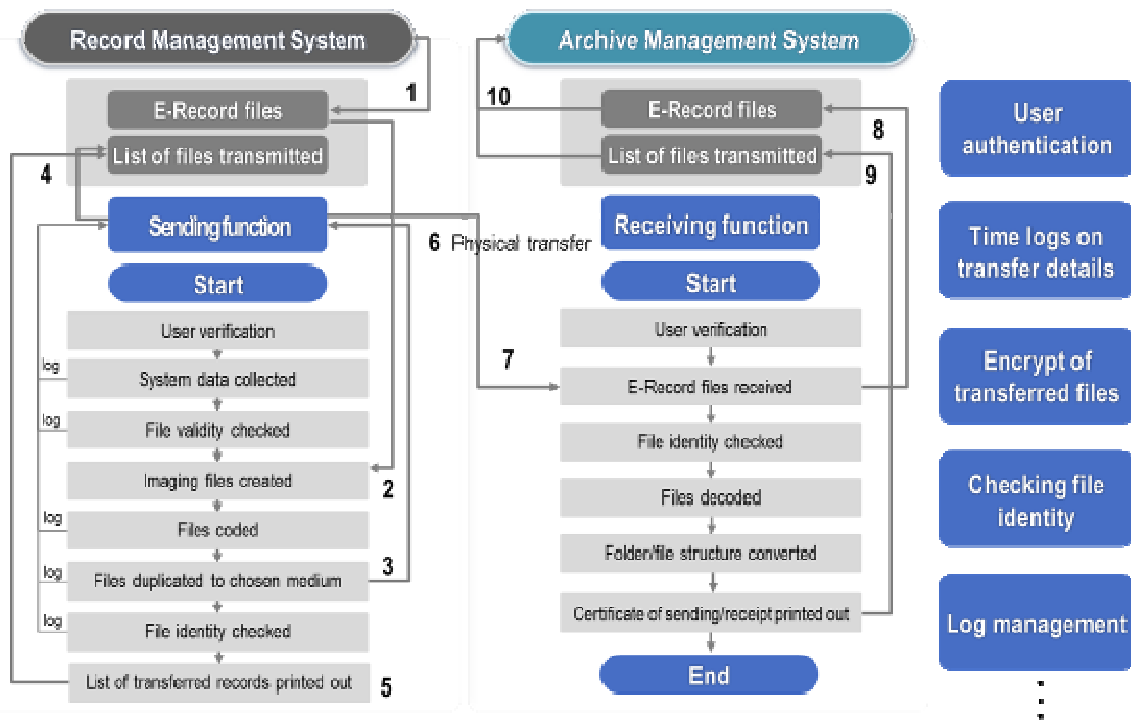 Record Management System
1
E-Record files
List of files transmitted
4
Sending function
Start
User verification
log
System data collected
log
File validity checked
Imaging files created
2
log
Files coded
log
Files duplicated to chosen medium
3
log
File identity checked
List of transferred records printed out
5
6 Physical transfer
7
Archive Management System
10
E-Record files
8
List of files transmitted
9
Receiving function
Start
User verification
E-Record files received
File identity checked
Files decoded
Folder/file structure converted
Certificate of sending/receipt printed out
End
User
authentication
Time logs on
transfer details
Encrypt of
transferred files
Checking file
identity
Log management